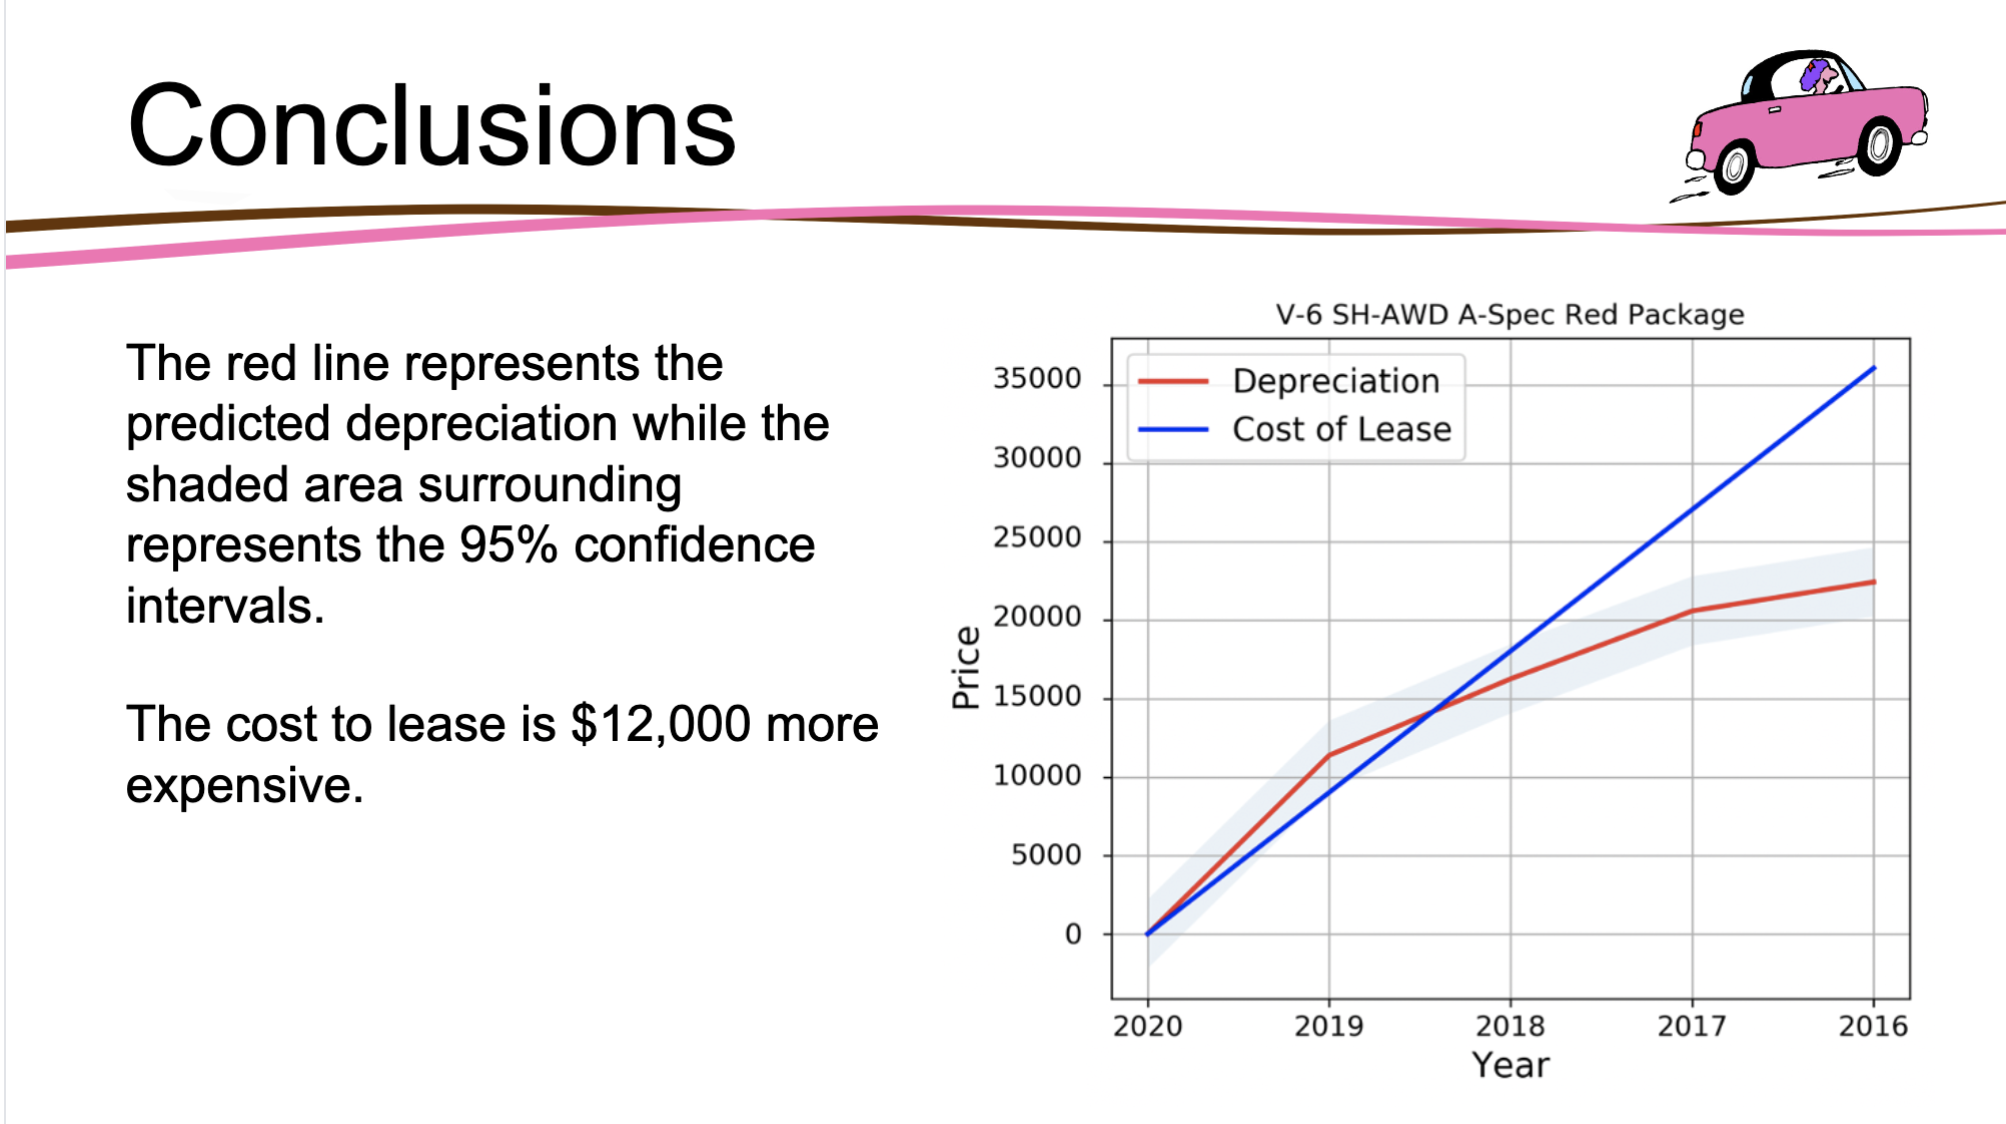 Conclusions
The red line represents the
predicted depreciation while the
shaded area surrounding
represents the 95% confidence
intervals.
The cost to lease is $12,000 more
expensive.
V-6 SH-AWD A-Spec Red Package
Depreciation
Cost of Lease
Price
35000
30000
25000
20000
15000
10000
5000
0
2020 2019 2018 2017 2016
Year